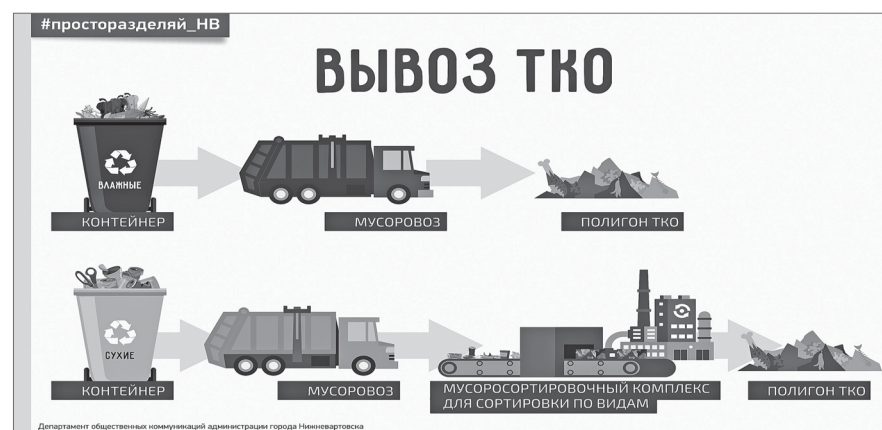 #просторазделяй_НВ
ВЫВОЗ ТКО
ВЛАЖНЫЕ
КОНТЕЙНЕР
МУСОРОВОЗ
ПОЛИГОН ТКО
СУХИЕ
КОНТЕЙНЕР
МУСОРОВОЗ
МУСОРОСОРТИРОВОЧНЫЙ КОМПЛЕКС
ДЛЯ СОРТИРОВКИ ПО ВИДАМ
ПОЛИГОН ТКО
Департамент общественных коммуникаций администрации города Нижневартовска